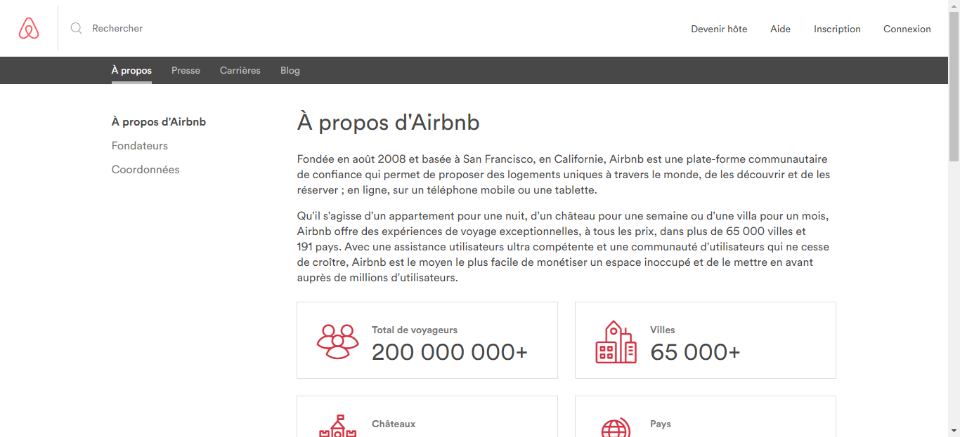 Rechercher
Devenir hôte
Aide
Inscription
Connexion
À propos
Presse
Carrières
Blog
À propos d'Airbnb
Fondateurs
Coordonnées
À propos d'Airbnb
Fondée en août 2008 et basée à San Francisco, en Californie, Airbnb est une plate-forme communautaire
de confiance qui permet de proposer des logements uniques à travers le monde, de les découvrir et de les
réserver ; en ligne, sur un téléphone mobile ou une tablette.
Qu'il s'agisse d'un appartement pour une nuit, d'un château pour une semaine ou d'une villa pour un mois,
Airbnb offre des expériences de voyage exceptionnelles, à tous les prix, dans plus de 65 000 villes et
191 pays. Avec une assistance utilisateurs ultra compétente et une communauté d'utilisateurs qui ne cesse
de croître, Airbnb est le moyen le plus facile de monétiser un espace inoccupé et de le mettre en avant
auprès de millions d'utilisateurs.
Total de voyageurs
200 000 000+
Villes
65 000+
Châteaux
Pays